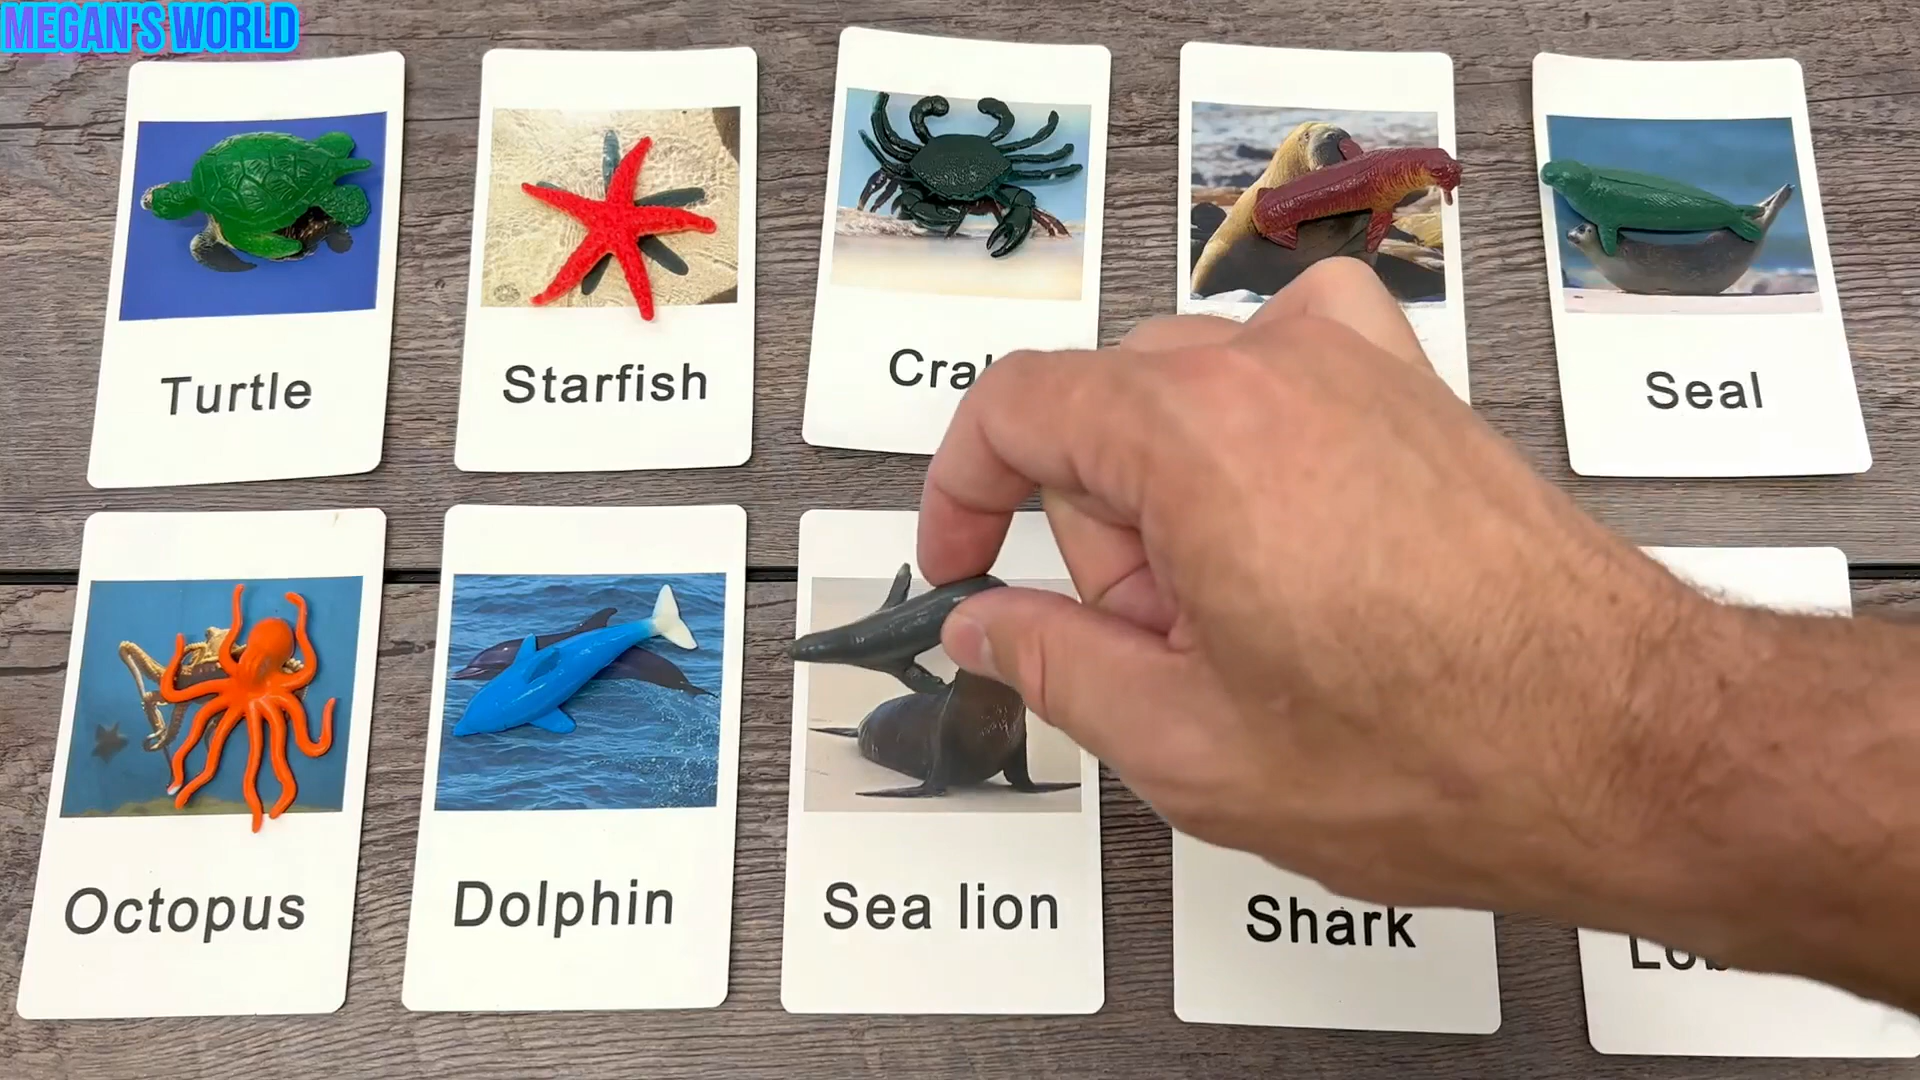 MEGAN'S WORLD
Turtle
Starfish
Seal
Octopus
Dolphin
Sea lion
Shark